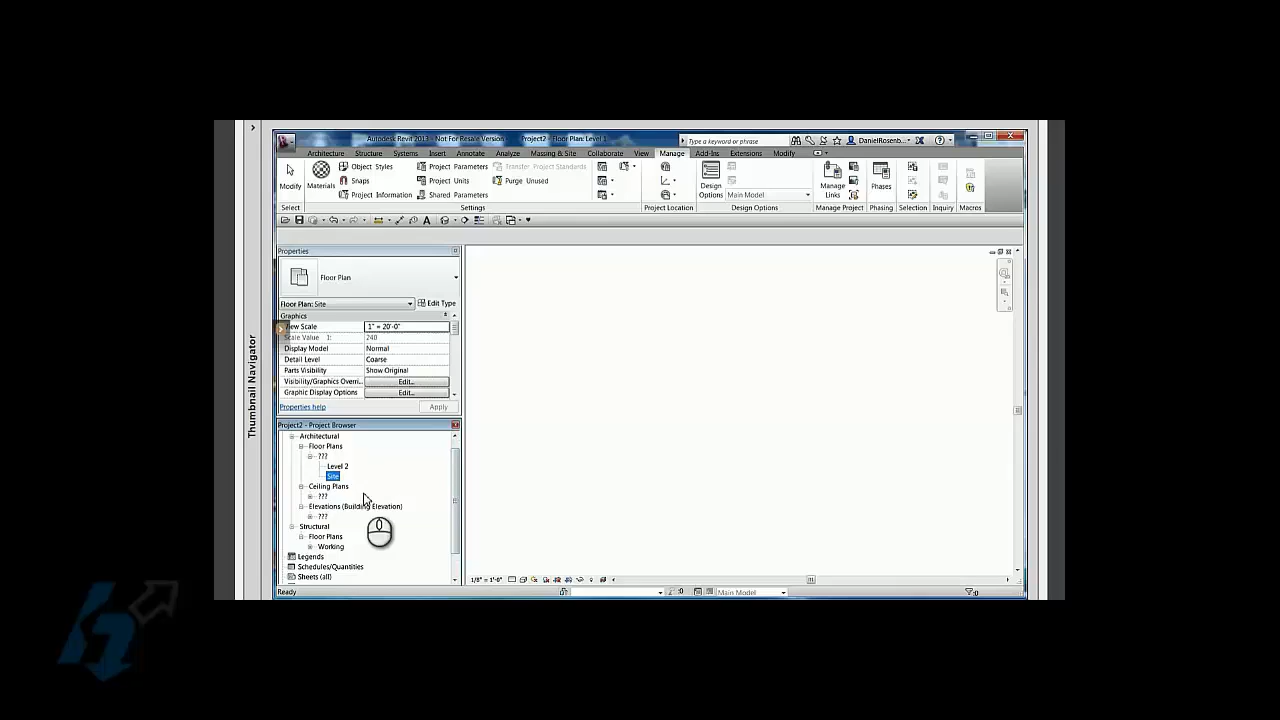 Autodesk Revit 2013 - Not For Resale Version - Project2 - Floor Plan: Level 1
Type a keyword or phrase
DanielRosenb...
Architecture Structure Systems Insert Annotate Analyze Massing & Site Collaborate View Manage Add-Ins Extensions Modify
Modify
Materials
Object Styles
Snaps
Project Information
Project Parameters
Project Units
Shared Parameters
Transfer Project Standards
Purge Unused
Design
Options
Main Model
Manage
Links
Phases
Select
Settings
Project Location
Design Options
Manage Project
Phasing
Selection
Inquiry
Macros
Properties
Floor Plan
Floor Plan: Site
Edit Type
Graphics
View Scale 1" = 20'-0"
Scale Value 1: 240
Display Model Normal
Detail Level Coarse
Parts Visibility Show Original
Visibility/Graphics Overri... Edit...
Graphic Display Options Edit...
Properties help
Apply
Project2 - Project Browser
Architectural
Floor Plans
???
Level 2
Site
Ceiling Plans
???
Elevations (Building Elevation)
???
Structural
Floor Plans
Working
Legends
Schedules/Quantities
Sheets (all)
1/8" = 1'-0"
Ready
:0
Main Model
:0
Thumbnail Navigator